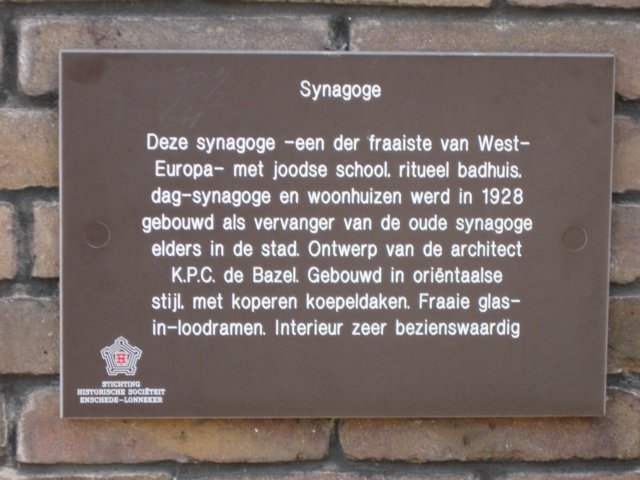 Synagoge
Deze synagoge -een der fraaiste van West-
Europa- met joodse school, ritueel badhuis,
dag-synagoge en woonhuizen werd in 1928
gebouwd als vervanger van de oude synagoge
elders in de stad. Ontwerp van de architect
K.P.C. de Bazel. Gebouwd in oriëntaalse
stijl, met koperen koepeldaken. Fraaie glas-
in-loodramen. Interieur zeer bezienswaardig
STICHTING
HISTORISCHE SOCIËTEIT
ENSCHEDE-LONNEKER